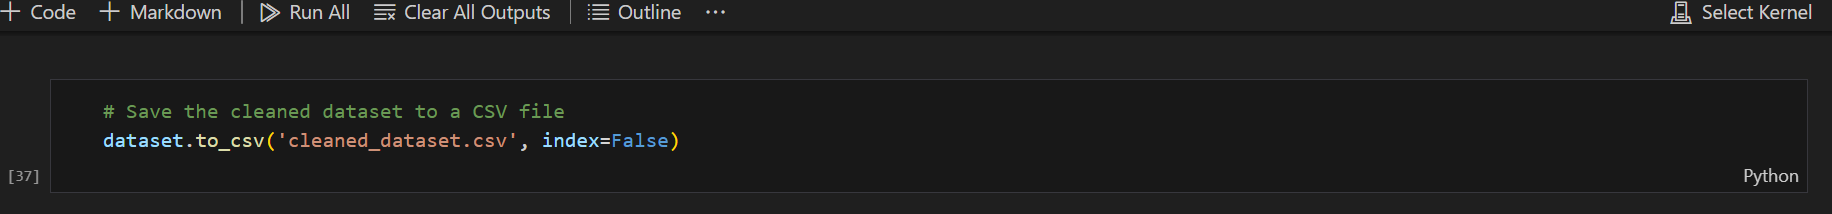 Code Markdown Run All Clear All Outputs Outline ... Select Kernel
# Save the cleaned dataset to a CSV file
dataset.to_csv('cleaned_dataset.csv', index=False)
[37] Python